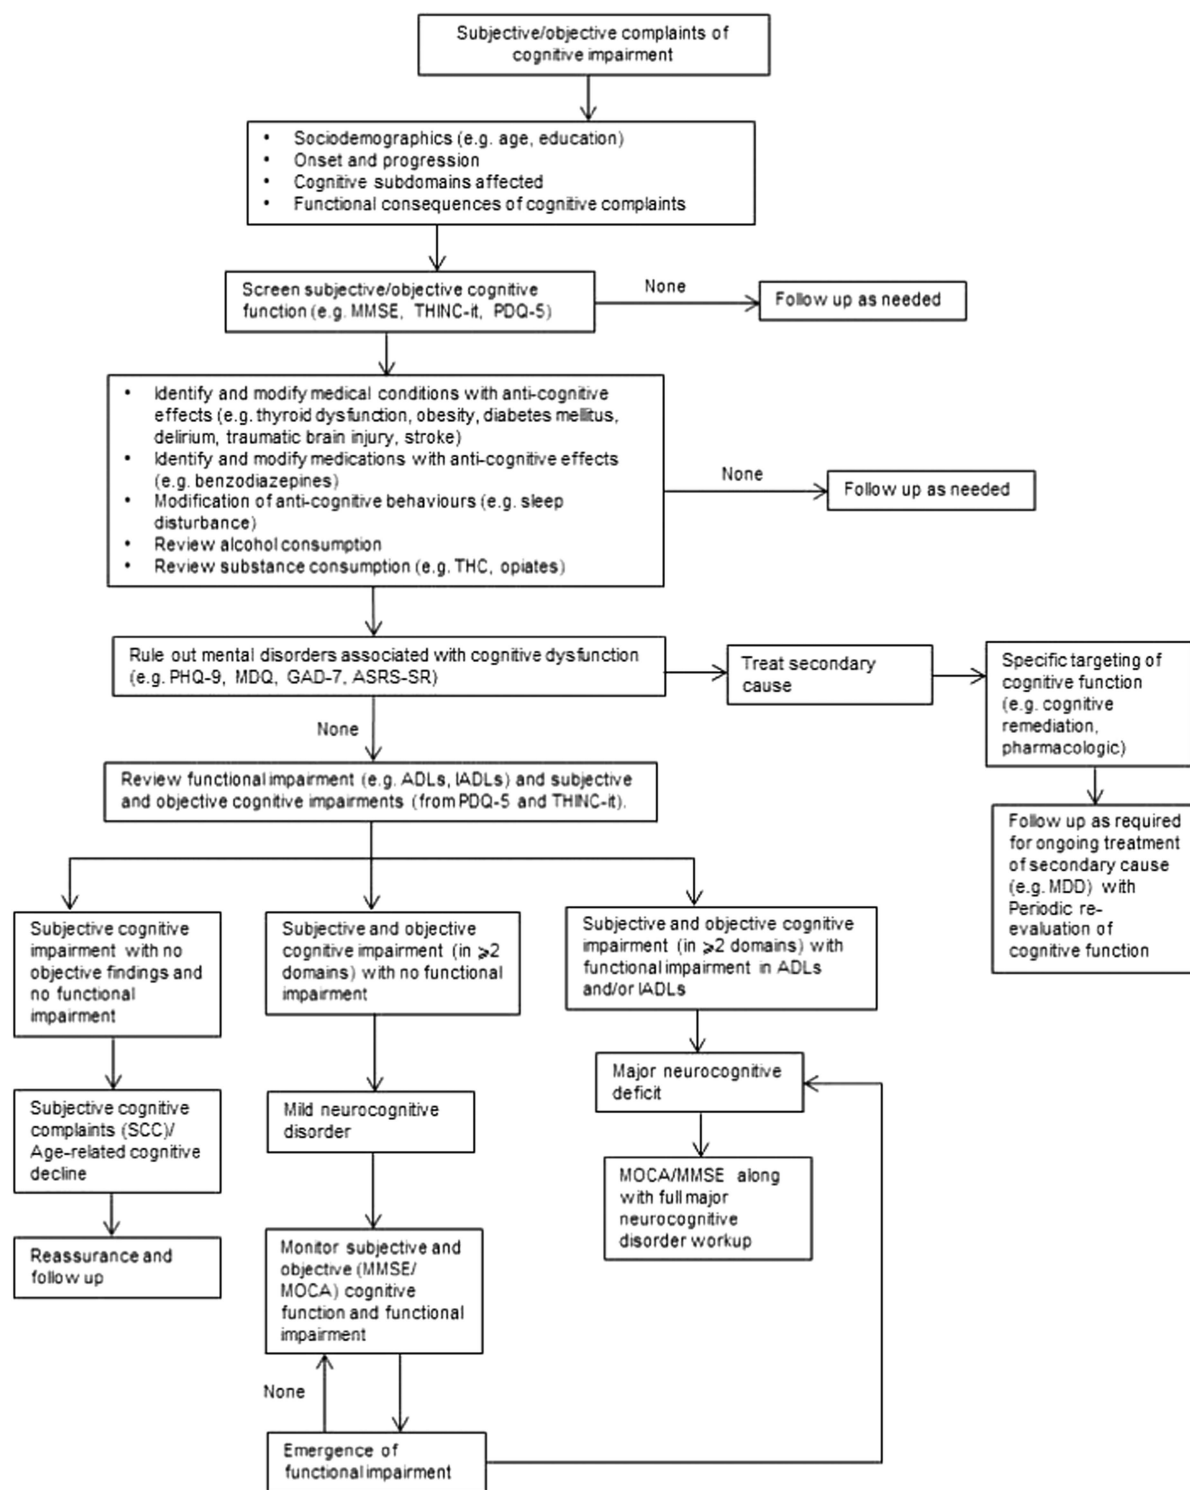 Subjective/objective complaints of
cognitive impairment
• Sociodemographics (e.g. age, education)
• Onset and progression
• Cognitive subdomains affected
• Functional consequences of cognitive complaints
Screen subjective/objective cognitive
function (e.g. MMSE, THINC-it, PDQ-5)
None
Follow up as needed
• Identify and modify medical conditions with anti-cognitive
effects (e.g. thyroid dysfunction, obesity, diabetes mellitus,
delirium, traumatic brain injury, stroke)
• Identify and modify medications with anti-cognitive effects
(e.g. benzodiazepines)
• Modification of anti-cognitive behaviours (e.g. sleep
disturbance)
• Review alcohol consumption
• Review substance consumption (e.g. THC, opiates)
None
Follow up as needed
Rule out mental disorders associated with cognitive dysfunction
(e.g. PHQ-9, MDQ, GAD-7, ASRS-SR)
Treat secondary
cause
Specific targeting of
cognitive function
(e.g. cognitive
remediation,
pharmacologic)
None
Review functional impairment (e.g. ADLs, IADLs) and subjective
and objective cognitive impairments (from PDQ-5 and THINC-it).
Follow up as required
for ongoing treatment
of secondary cause
(e.g. MDD) with
Periodic re-
evaluation of
cognitive function
Subjective cognitive
impairment with no
objective findings and
no functional
impairment
Subjective and objective
cognitive impairment (in ⩾2
domains) with no functional
impairment
Subjective and objective cognitive
impairment (in ⩾2 domains) with
functional impairment in ADLs
and/or IADLs
Subjective cognitive
complaints (SCC)/
Age-related cognitive
decline
Mild neurocognitive
disorder
Major neurocognitive
deficit
MOCA/MMSE along
with full major
neurocognitive
disorder workup
Reassurance and
follow up
Monitor subjective and
objective (MMSE/
MOCA) cognitive
function and functional
impairment
None
Emergence of
functional impairment